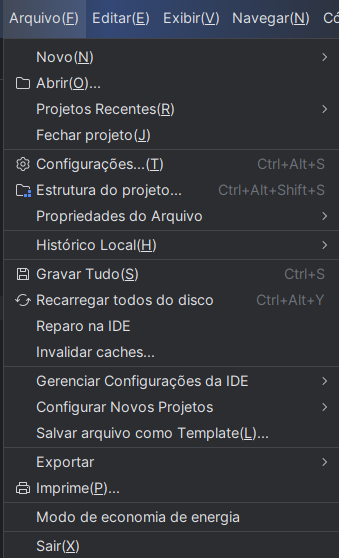 Arquivo(F) Editar(E) Exibir(V) Navegar(N) Có
Novo(N)
Abrir(O)...
Projetos Recentes(R)
Fechar projeto(J)
Configurações...(T) Ctrl+Alt+S
Estrutura do projeto... Ctrl+Alt+Shift+S
Propriedades do Arquivo
Histórico Local(H)
Gravar Tudo(S) Ctrl+S
Recarregar todos do disco Ctrl+Alt+Y
Reparo na IDE
Invalidar caches...
Gerenciar Configurações da IDE
Configurar Novos Projetos
Salvar arquivo como Template(L)...
Exportar
Imprime(P)...
Modo de economia de energia
Sair(X)